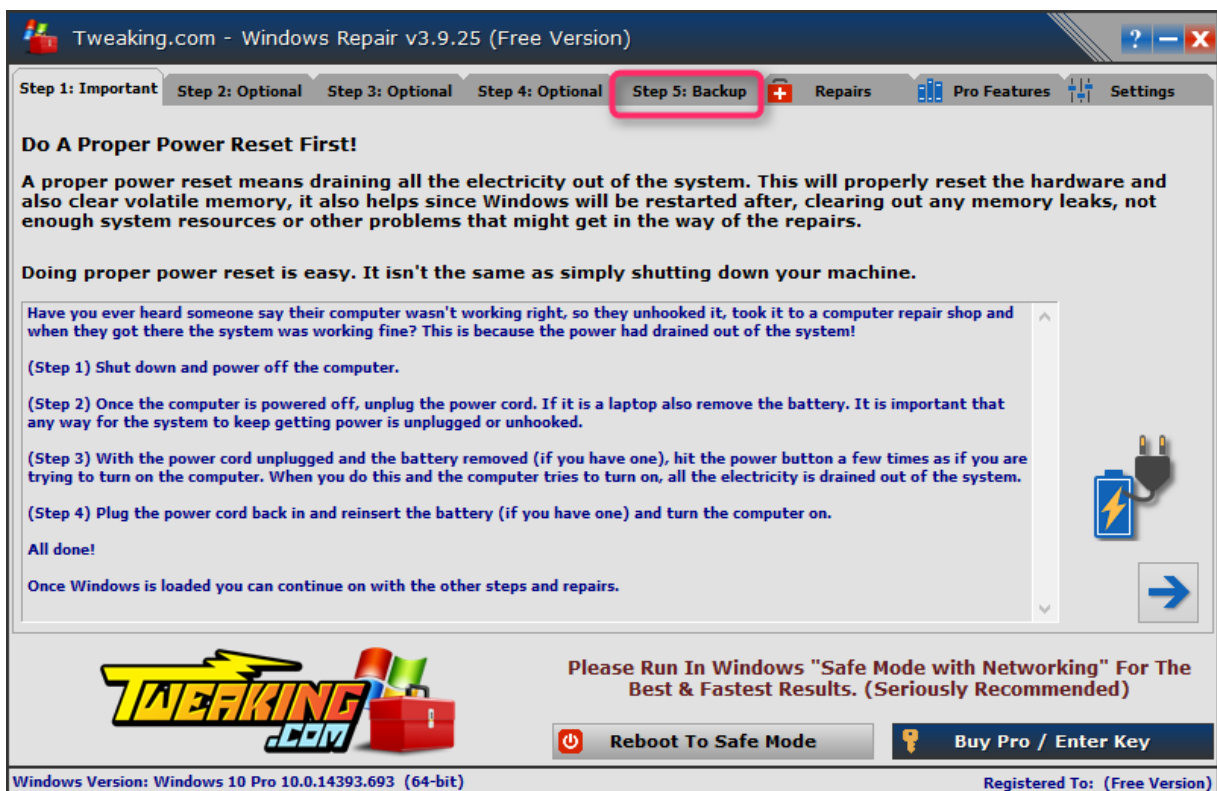 Tweaking.com - Windows Repair v3.9.25 (Free Version)
Step 1: Important Step 2: Optional Step 3: Optional Step 4: Optional Step 5: Backup Repairs Pro Features Settings
Do A Proper Power Reset First!
A proper power reset means draining all the electricity out of the system. This will properly reset the hardware and
also clear volatile memory, it also helps since Windows will be restarted after, clearing out any memory leaks, not
enough system resources or other problems that might get in the way of the repairs.
Doing proper power reset is easy. It isn't the same as simply shutting down your machine.
Have you ever heard someone say their computer wasn't working right, so they unhooked it, took it to a computer repair shop and
when they got there the system was working fine? This is because the power had drained out of the system!
(Step 1) Shut down and power off the computer.
(Step 2) Once the computer is powered off, unplug the power cord. If it is a laptop also remove the battery. It is important that
any way for the system to keep getting power is unplugged or unhooked.
(Step 3) With the power cord unplugged and the battery removed (if you have one), hit the power button a few times as if you are
trying to turn on the computer. When you do this and the computer tries to turn on, all the electricity is drained out of the system.
(Step 4) Plug the power cord back in and reinsert the battery (if you have one) and turn the computer on.
All done!
Once Windows is loaded you can continue on with the other steps and repairs.
TWEAKING
.COM
Please Run In Windows "Safe Mode with Networking" For The
Best & Fastest Results. (Seriously Recommended)
Reboot To Safe Mode
Buy Pro / Enter Key
Windows Version: Windows 10 Pro 10.0.14393.693 (64-bit)
Registered To: (Free Version)